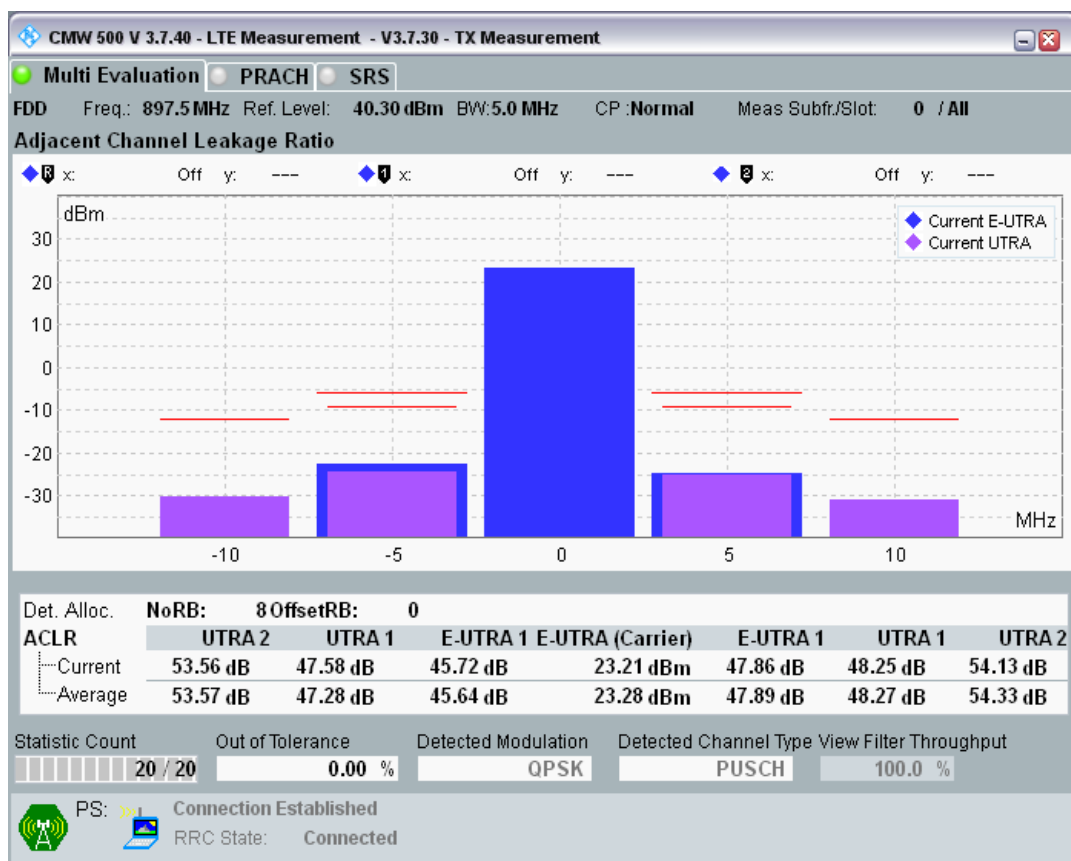 CMW 500 V 3.7.40 - LTE Measurement - V3.7.30 - TX Measurement
Multi Evaluation PRACH SRS
FDD Freq.: 897.5 MHz Ref. Level: 40.30 dBm BW:5.0 MHz CP :Normal Meas Subfr./Slot: 0 / All
Adjacent Channel Leakage Ratio
R x: Off y: --- 1 x: Off y: --- 2 x: Off y: ---
dBm
Current E-UTRA
Current UTRA
30
20
10
0
-10
-20
-30
MHz
-10 -5 0 5 10
Det. Alloc. NoRB: 8 OffsetRB: 0
ACLR UTRA 2 UTRA 1 E-UTRA 1 E-UTRA (Carrier) E-UTRA 1 UTRA 1 UTRA 2
Current 53.56 dB 47.58 dB 45.72 dB 23.21 dBm 47.86 dB 48.25 dB 54.13 dB
Average 53.57 dB 47.28 dB 45.64 dB 23.28 dBm 47.89 dB 48.27 dB 54.33 dB
Statistic Count Out of Tolerance Detected Modulation Detected Channel Type View Filter Throughput
20 / 20 0.00 % QPSK PUSCH 100.0 %
PS: Connection Established
RRC State: Connected